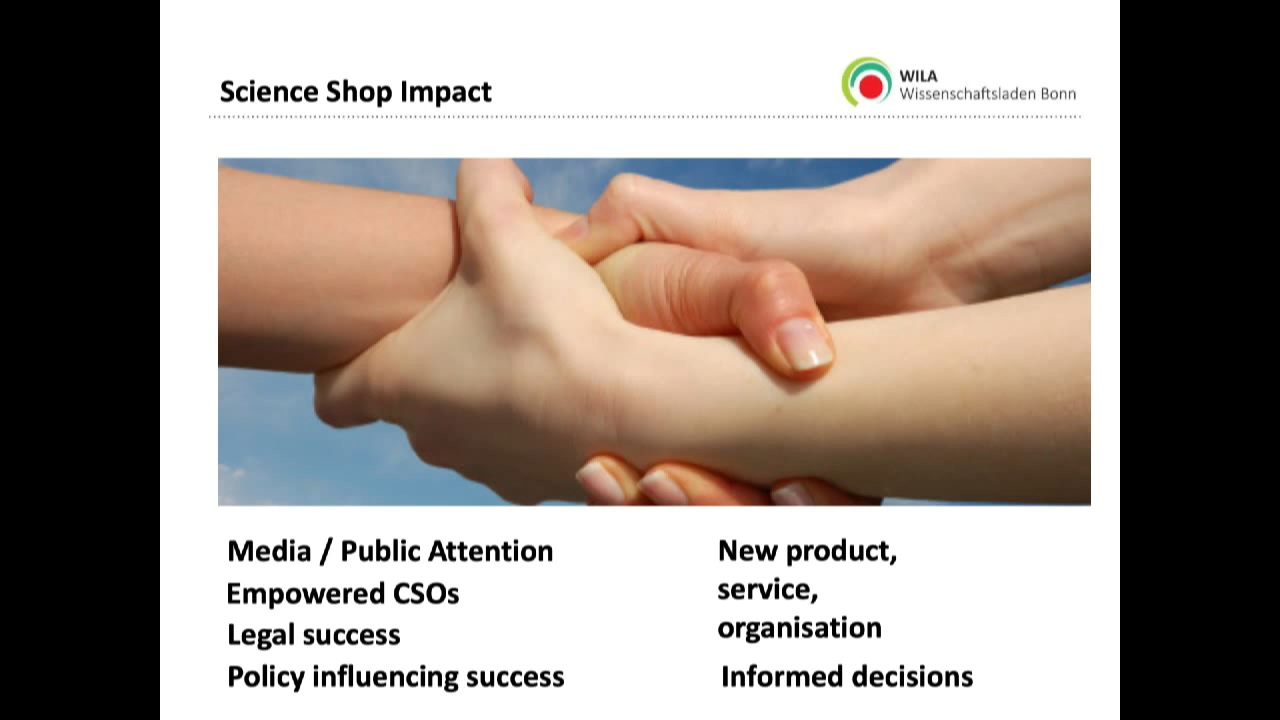 Science Shop Impact
WILA
Wissenschaftsladen Bonn
Media / Public Attention
Empowered CSOs
Legal success
Policy influencing success
New product,
service,
organisation
Informed decisions